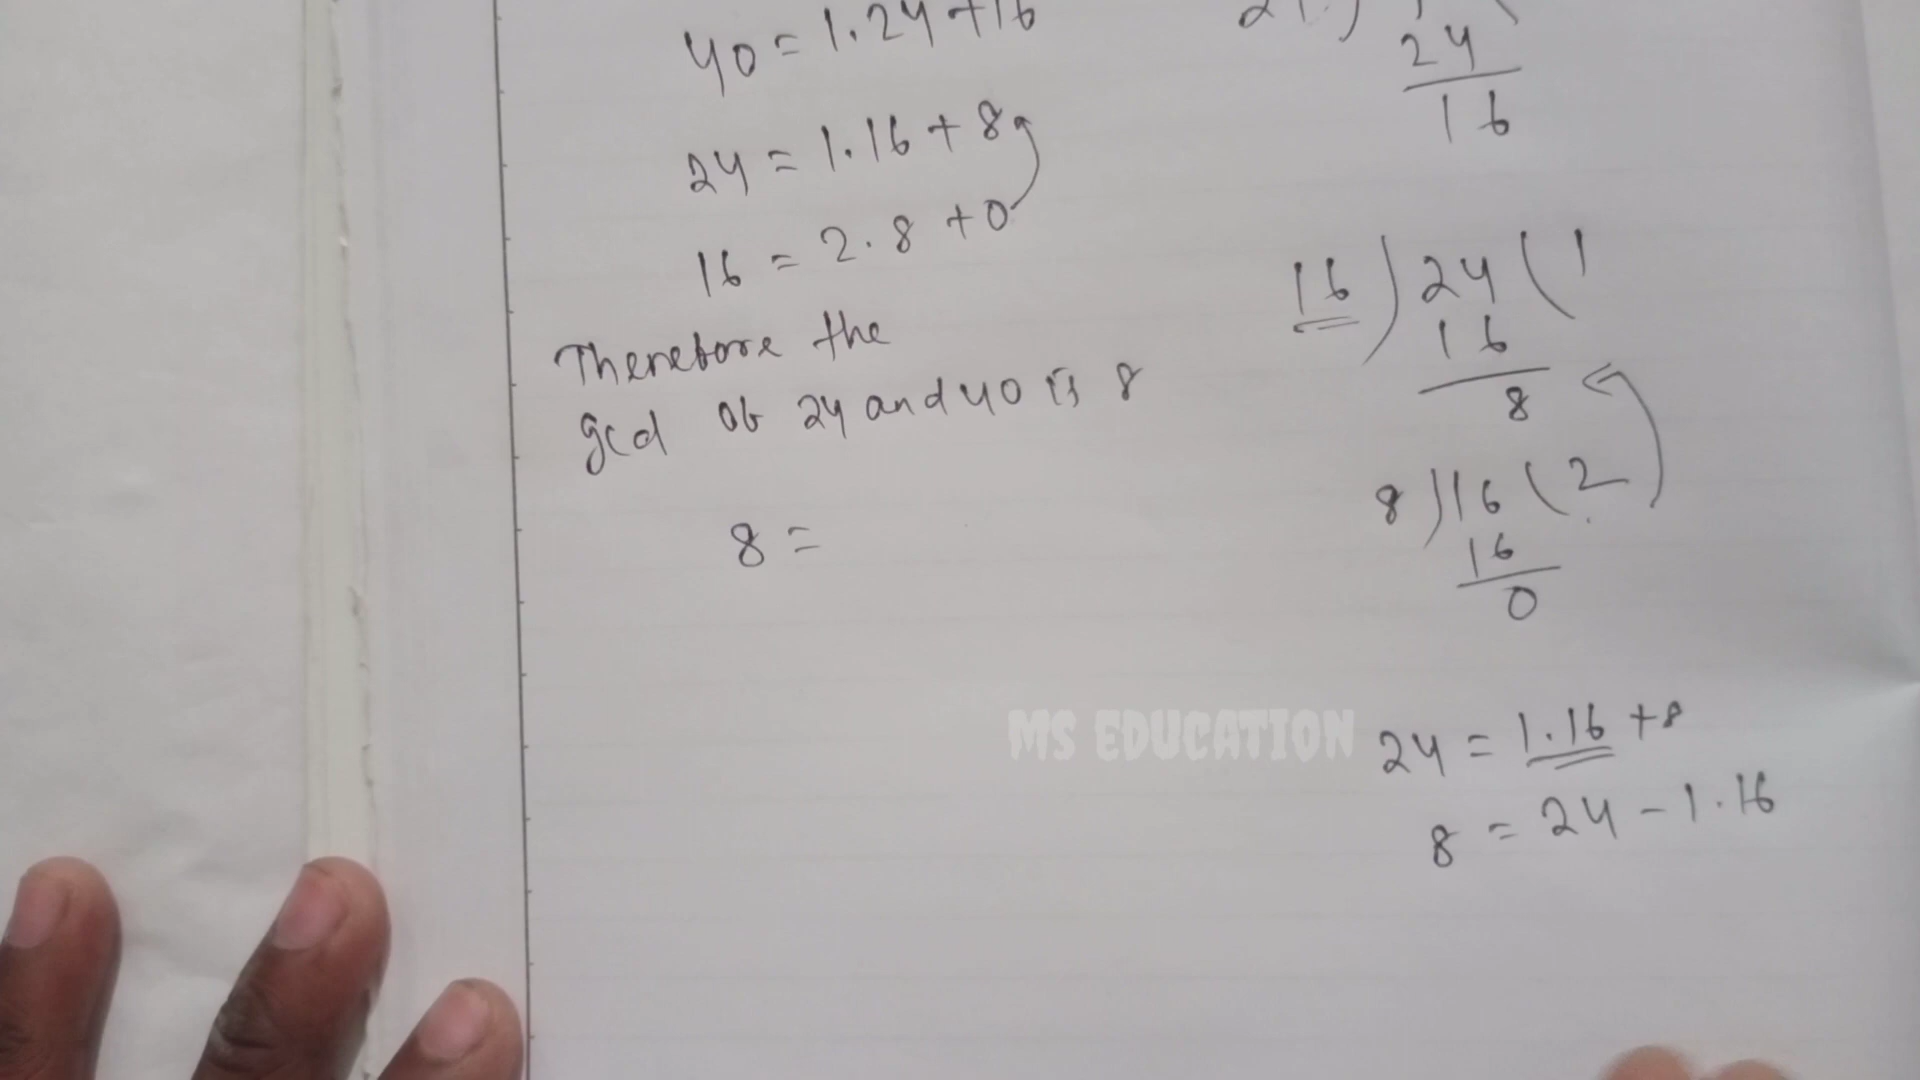 40 = 1.24 + 16
24 = 1.16 + 8
16 = 2.8 + 0
Therefore the
gcd of 24 and 40 is 8
8 =
24
16
16 ) 24 ( 1
16
8
8 ) 16 ( 2
16
0
24 = 1.16 + 8
8 = 24 - 1.16
MS EDUCATION